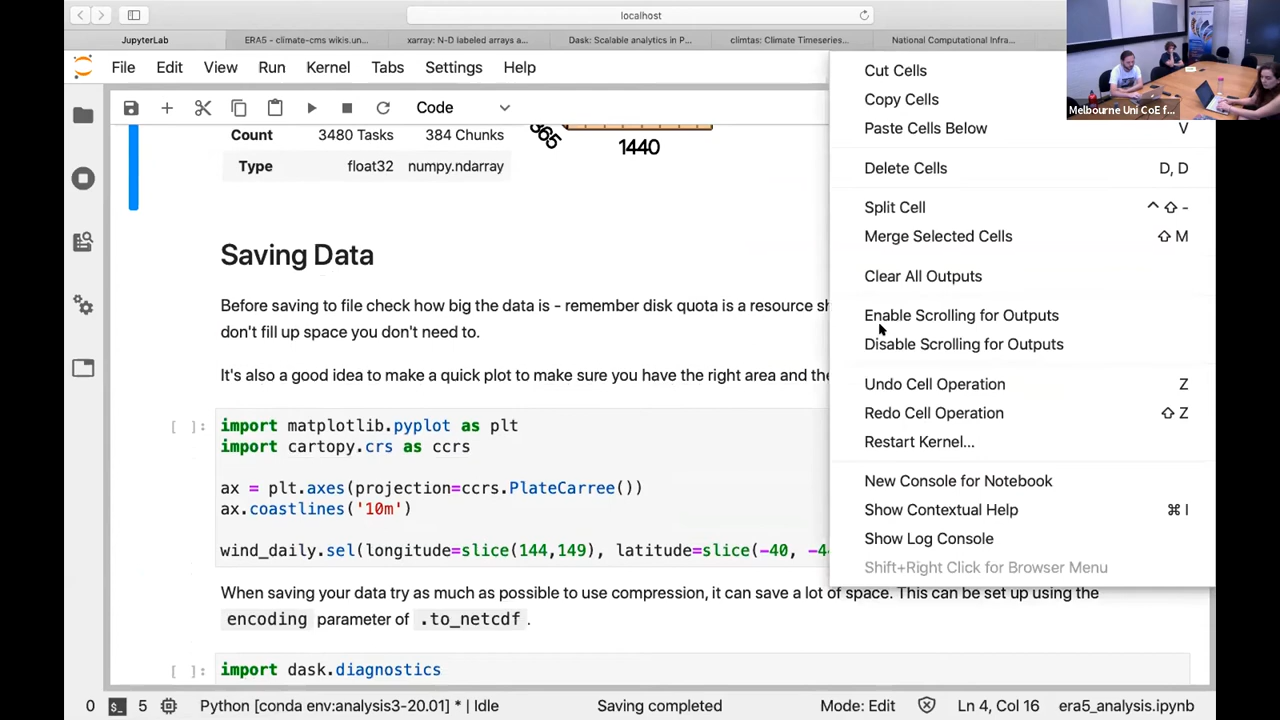 localhost
JupyterLab
ERA5 - climate-cms wikis.un...
xarray: N-D labeled arrays a...
Dask: Scalable analytics in P...
climtas: Climate Timeseries...
National Computational Infra...
File Edit View Run Kernel Tabs Settings Help
Melbourne Uni CoE f...
Code
Count 3480 Tasks 384 Chunks
Type float32 numpy.ndarray
365
1440
Saving Data
Before saving to file check how big the data is - remember disk quota is a resource sh
don't fill up space you don't need to.
It's also a good idea to make a quick plot to make sure you have the right area and the
[ ]: import matplotlib.pyplot as plt
import cartopy.crs as ccrs
ax = plt.axes(projection=ccrs.PlateCarree())
ax.coastlines('10m')
wind_daily.sel(longitude=slice(144,149), latitude=slice(-40, -44
When saving your data try as much as possible to use compression, it can save a lot of space. This can be set up using the
encoding parameter of .to_netcdf .
[ ]: import dask.diagnostics
Cut Cells
Copy Cells
Paste Cells Below V
Delete Cells D, D
Split Cell ^ ⇧ -
Merge Selected Cells ⇧ M
Clear All Outputs
Enable Scrolling for Outputs
Disable Scrolling for Outputs
Undo Cell Operation Z
Redo Cell Operation ⇧ Z
Restart Kernel...
New Console for Notebook
Show Contextual Help ⌘ I
Show Log Console
Shift+Right Click for Browser Menu
0 5 Python [conda env:analysis3-20.01] * | Idle Saving completed Mode: Edit Ln 4, Col 16 era5_analysis.ipynb